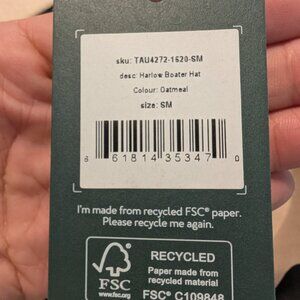 sku: TAU4272-1520-SM
desc: Harlow Boater Hat
Colour: Oatmeal
size: SM
6 61814 35347 0
I'm made from recycled FSC® paper.
Please recycle me again.
FSC
www.fsc.org
RECYCLED
Paper made from
recycled material
FSC® C109848